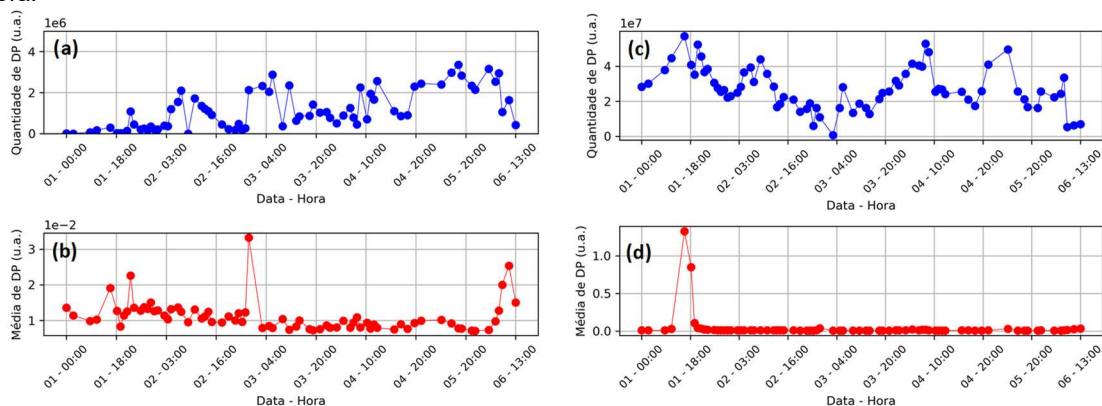 1e6
(a)
Quantidade de DP (u.a.)
4
2
0
01 - 00:00
01 - 18:00
02 - 03:00
02 - 16:00
03 - 04:00
03 - 20:00
04 - 10:00
04 - 20:00
05 - 20:00
06 - 13:00
Data - Hora
1e7
(c)
Quantidade de DP (u.a.)
4
2
0
01 - 00:00
01 - 18:00
02 - 03:00
02 - 16:00
03 - 04:00
03 - 20:00
04 - 10:00
04 - 20:00
05 - 20:00
06 - 13:00
Data - Hora
1e-2
(b)
Média de DP (u.a.)
3
2
1
01 - 00:00
01 - 18:00
02 - 03:00
02 - 16:00
03 - 04:00
03 - 20:00
04 - 10:00
04 - 20:00
05 - 20:00
06 - 13:00
Data - Hora
(d)
Média de DP (u.a.)
1.0
0.5
0.0
01 - 00:00
01 - 18:00
02 - 03:00
02 - 16:00
03 - 04:00
03 - 20:00
04 - 10:00
04 - 20:00
05 - 20:00
06 - 13:00
Data - Hora